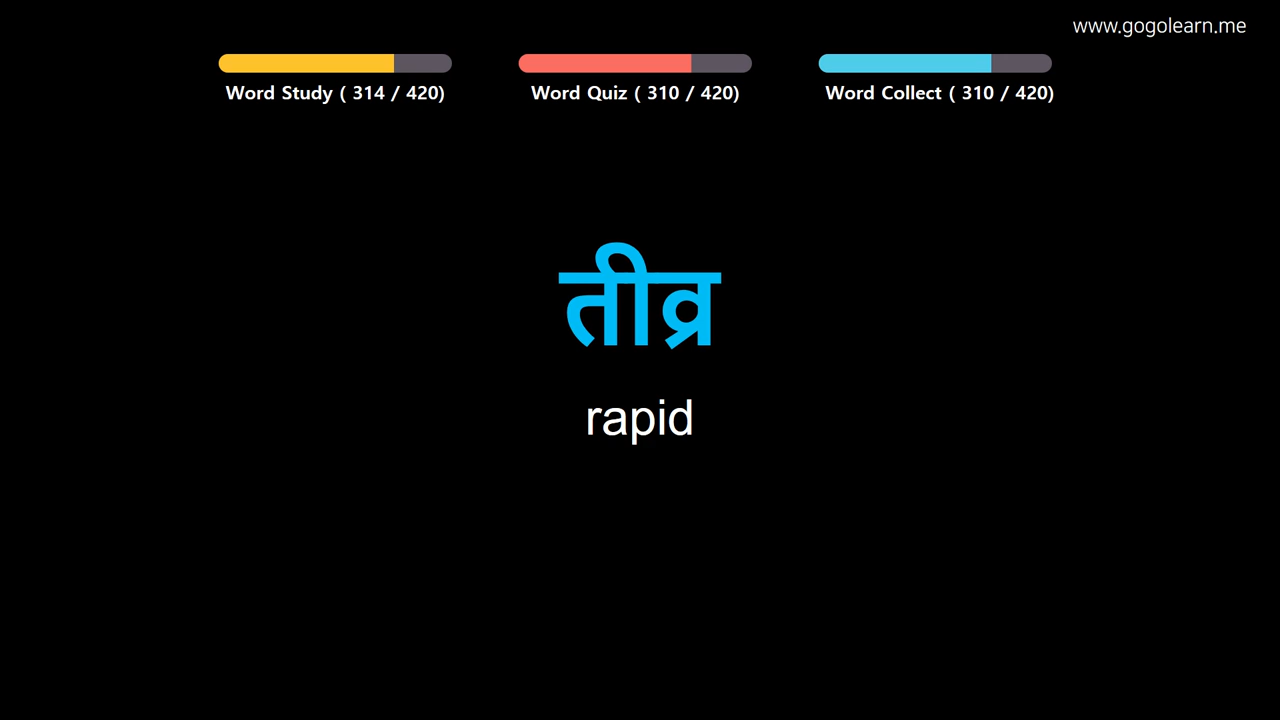 www.gogolearn.me
Word Study ( 314 / 420)
Word Quiz ( 310 / 420)
Word Collect ( 310 / 420)
तीव्र
rapid